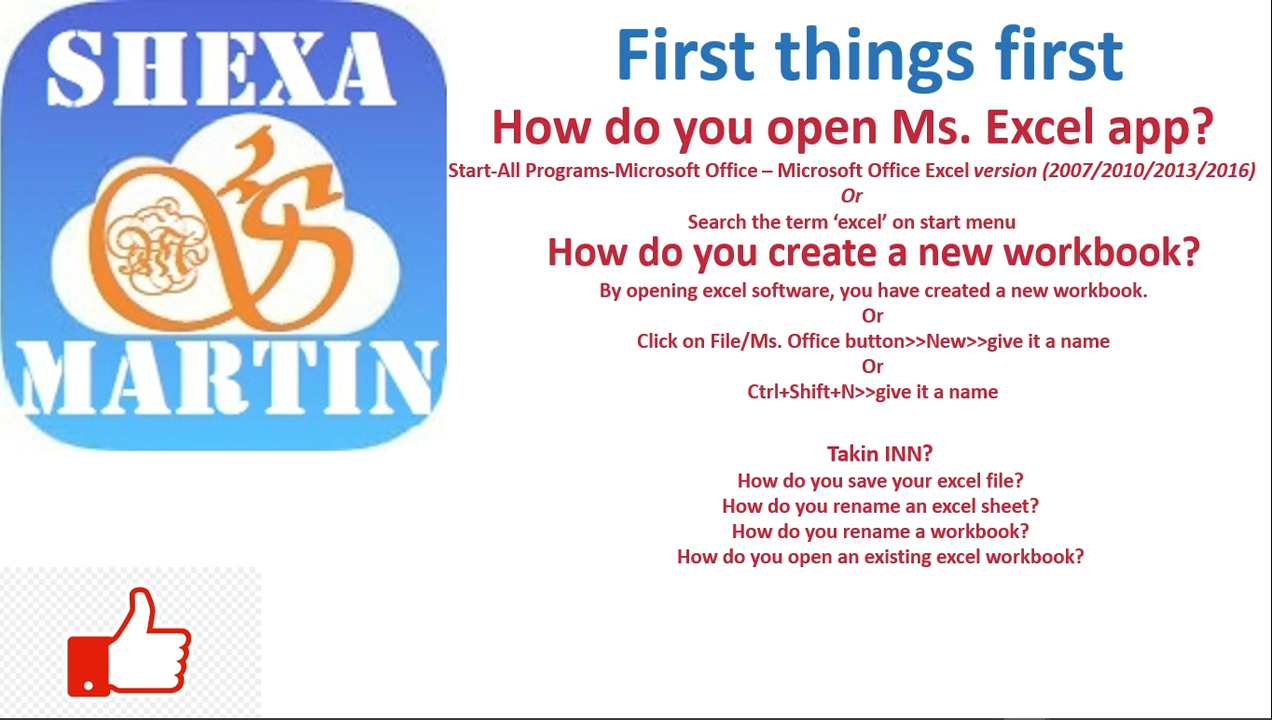 SHEXA
MARTIN
First things first
How do you open Ms. Excel app?
Start-All Programs-Microsoft Office – Microsoft Office Excel version (2007/2010/2013/2016)
Or
Search the term ‘excel’ on start menu
How do you create a new workbook?
By opening excel software, you have created a new workbook.
Or
Click on File/Ms. Office button>>New>>give it a name
Or
Ctrl+Shift+N>>give it a name
Takin INN?
How do you save your excel file?
How do you rename an excel sheet?
How do you rename a workbook?
How do you open an existing excel workbook?